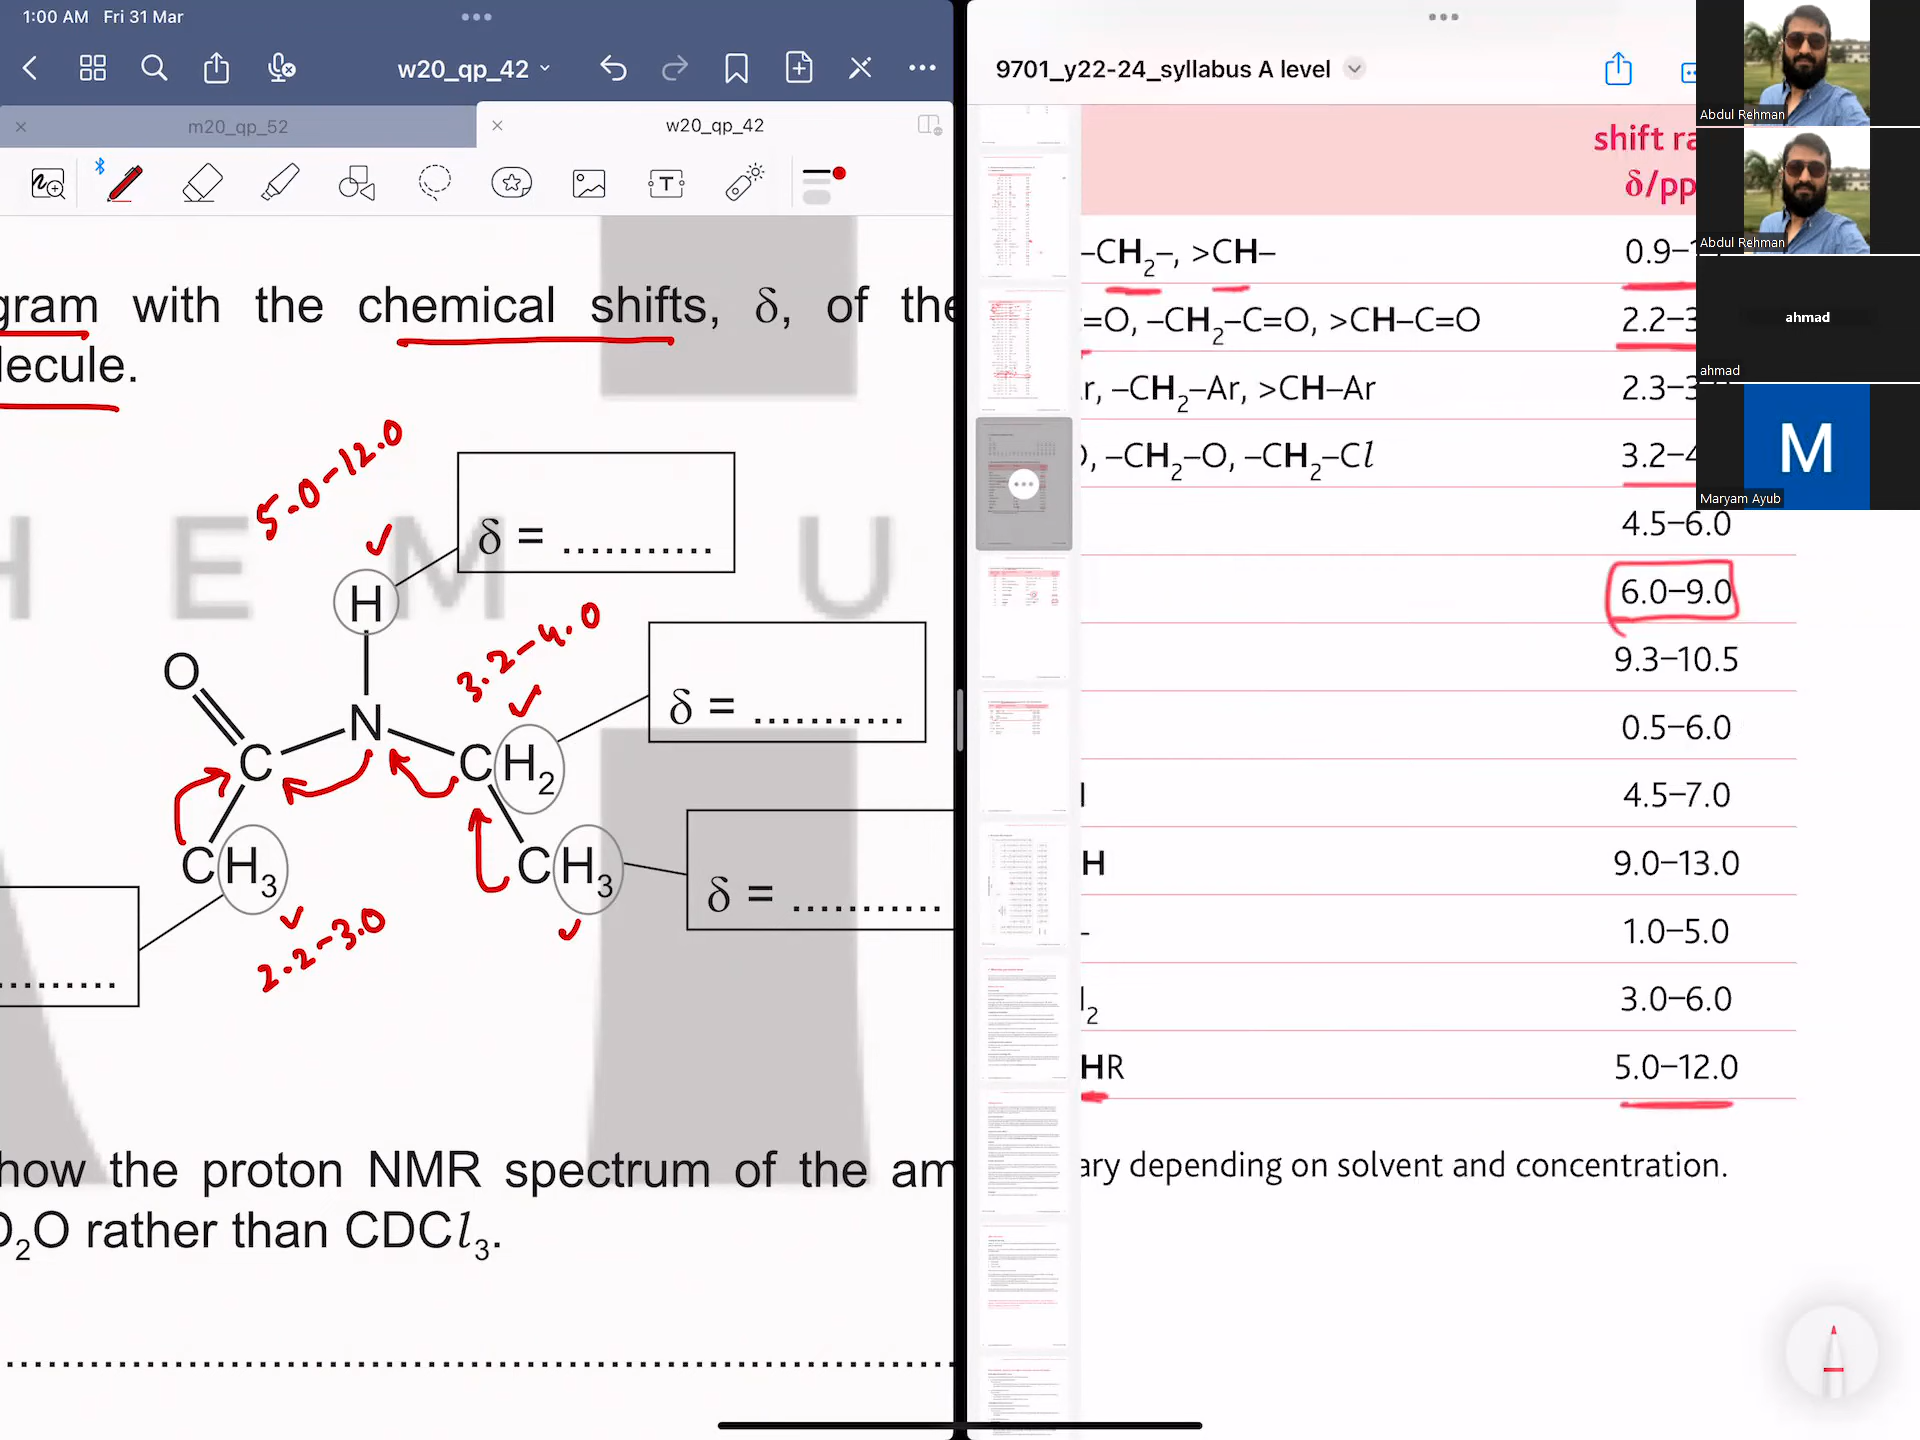 1:00 AM Fri 31 Mar
w20_qp_42
m20_qp_52
w20_qp_42
T
gram with the chemical shifts, δ, of the
lecule.
5.0-12.0
δ = ...........
H
3.2-4.0
O
δ = ...........
N
C
CH2
CH3
CH3
δ = ...........
2.2-3.0
..........
H E M U
how the proton NMR spectrum of the am
D2O rather than CDCl3.
9701_y22-24_syllabus A level
shift ra
δ/pp
–CH2–, >CH–
0.9–1
=O, –CH2–C=O, >CH–C=O
2.2–3
r, –CH2–Ar, >CH–Ar
2.3–3
O, –CH2–O, –CH2–Cl
3.2–4
4.5–6.0
6.0–9.0
9.3–10.5
0.5–6.0
4.5–7.0
H
9.0–13.0
–
1.0–5.0
2
3.0–6.0
HR
5.0–12.0
ary depending on solvent and concentration.
Abdul Rehman
Abdul Rehman
ahmad
ahmad
M
Maryam Ayub